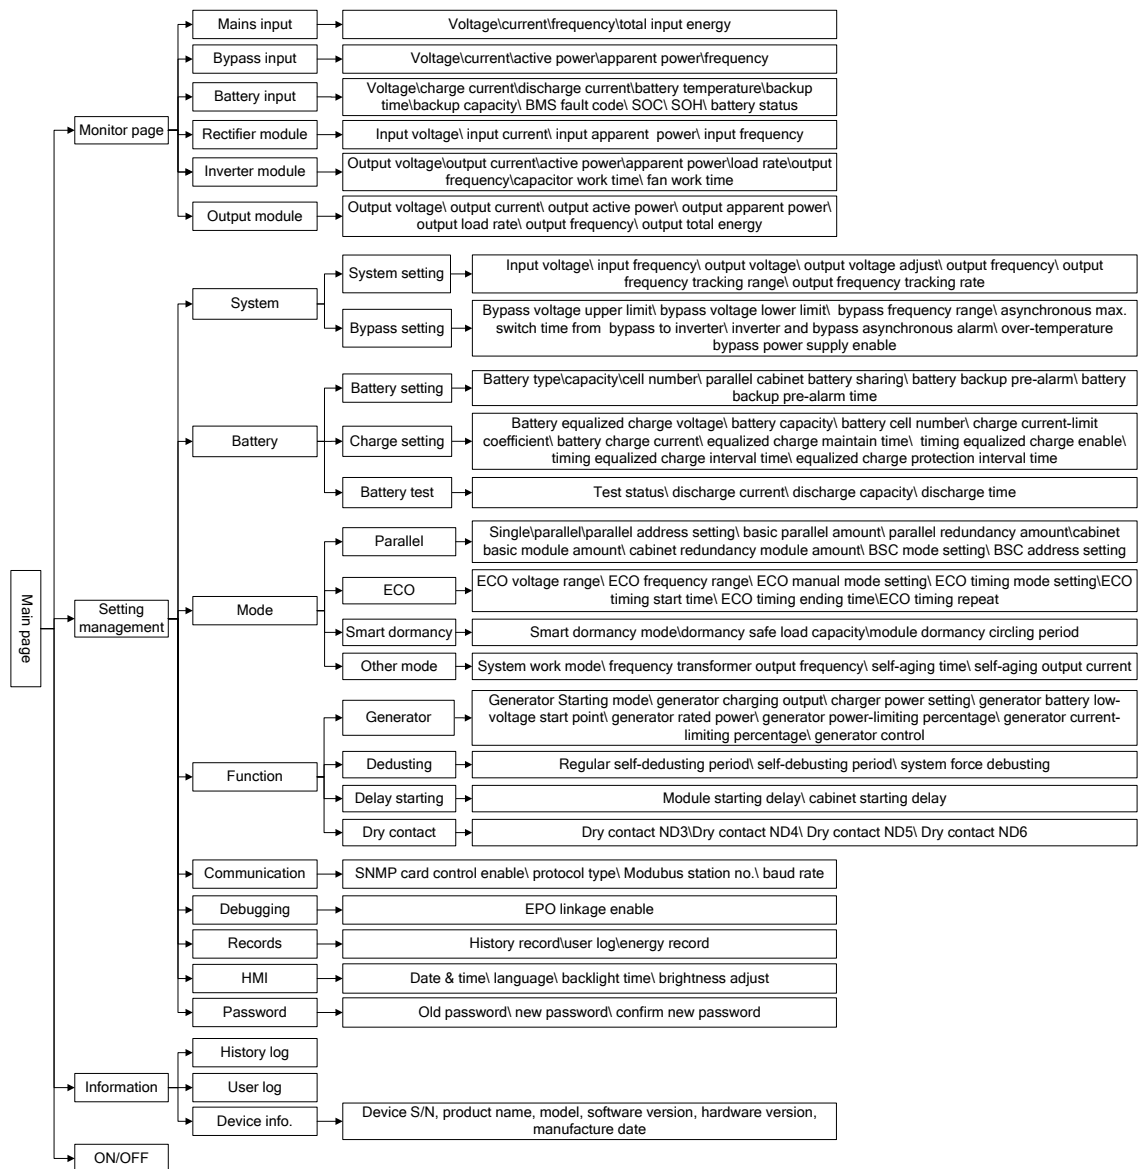 Main page
Monitor page
Mains input
Voltage\current\frequency\total input energy
Bypass input
Voltage\current\active power\apparent power\frequency
Battery input
Voltage\charge current\discharge current\battery temperature\backup
time\backup capacity\ BMS fault code\ SOC\ SOH\ battery status
Rectifier module
Input voltage\ input current\ input apparent  power\ input frequency
Inverter module
Output voltage\output current\active power\apparent power\load rate\output
frequency\capacitor work time\ fan work time
Output module
Output voltage\ output current\ output active power\ output apparent power\
output load rate\ output frequency\ output total energy
Setting
management
System
System setting
Input voltage\ input frequency\ output voltage\ output voltage adjust\ output frequency\ output
frequency tracking range\ output frequency tracking rate
Bypass setting
Bypass voltage upper limit\ bypass voltage lower limit\  bypass frequency range\ asynchronous max.
switch time from  bypass to inverter\ inverter and bypass asynchronous alarm\ over-temperature
bypass power supply enable
Battery
Battery setting
Battery type\capacity\cell number\ parallel cabinet battery sharing\ battery backup pre-alarm\ battery
backup pre-alarm time
Charge setting
Battery equalized charge voltage\ battery capacity\ battery cell number\ charge current-limit
coefficient\ battery charge current\ equalized charge maintain time\  timing equalized charge enable\
timing equalized charge interval time\ equalized charge protection interval time
Battery test
Test status\ discharge current\ discharge capacity\ discharge time
Mode
Parallel
Single\parallel\parallel address setting\ basic parallel amount\ parallel redundancy amount\cabinet
basic module amount\ cabinet redundancy module amount\ BSC mode setting\ BSC address setting
ECO
ECO voltage range\ ECO frequency range\ ECO manual mode setting\ ECO timing mode setting\ECO
timing start time\ ECO timing ending time\ECO timing repeat
Smart dormancy
Smart dormancy mode\dormancy safe load capacity\module dormancy circling period
Other mode
System work mode\ frequency transformer output frequency\ self-aging time\ self-aging output current
Function
Generator
Generator Starting mode\ generator charging output\ charger power setting\ generator battery low-
voltage start point\ generator rated power\ generator power-limiting percentage\ generator current-
limiting percentage\ generator control
Dedusting
Regular self-dedusting period\ self-debusting period\ system force debusting
Delay starting
Module starting delay\ cabinet starting delay
Dry contact
Dry contact ND3\Dry contact ND4\ Dry contact ND5\ Dry contact ND6
Communication
SNMP card control enable\ protocol type\ Modubus station no.\ baud rate
Debugging
EPO linkage enable
Records
History record\user log\energy record
HMI
Date & time\ language\ backlight time\ brightness adjust
Password
Old password\ new password\ confirm new password
Information
History log
User log
Device info.
Device S/N, product name, model, software version, hardware version,
manufacture date
ON/OFF